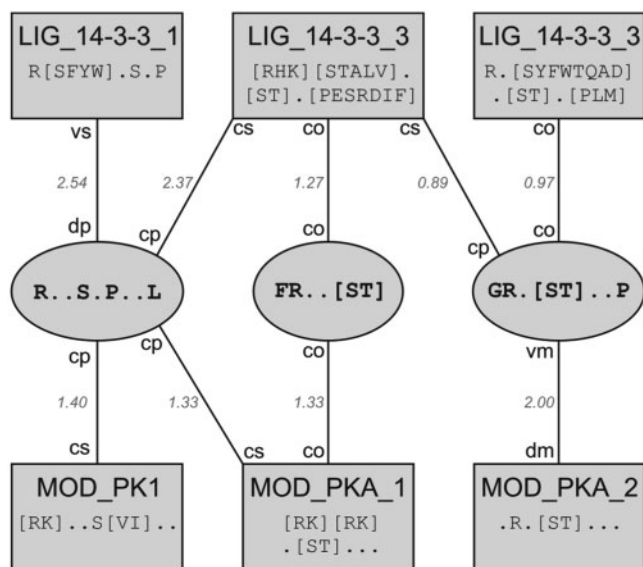 LIG_14-3-3_1 LIG_14-3-3_3 LIG_14-3-3_3
R[SFYW].S.P [RHK][STALV]. R.[SYFWTQAD]
[ST].[PESRDIF] .[ST].[PLM]
vs cs co cs co
2.54 2.37 1.27 0.89 0.97
dp cp co cp co
R..S.P..L FR..[ST] GR.[ST]..P
cp cp co vm
1.40 1.33 1.33 2.00
cs cs co dm
MOD_PK1 MOD_PKA_1 MOD_PKA_2
[RK]..S[VI].. [RK][RK] .R.[ST]...
.[ST]...